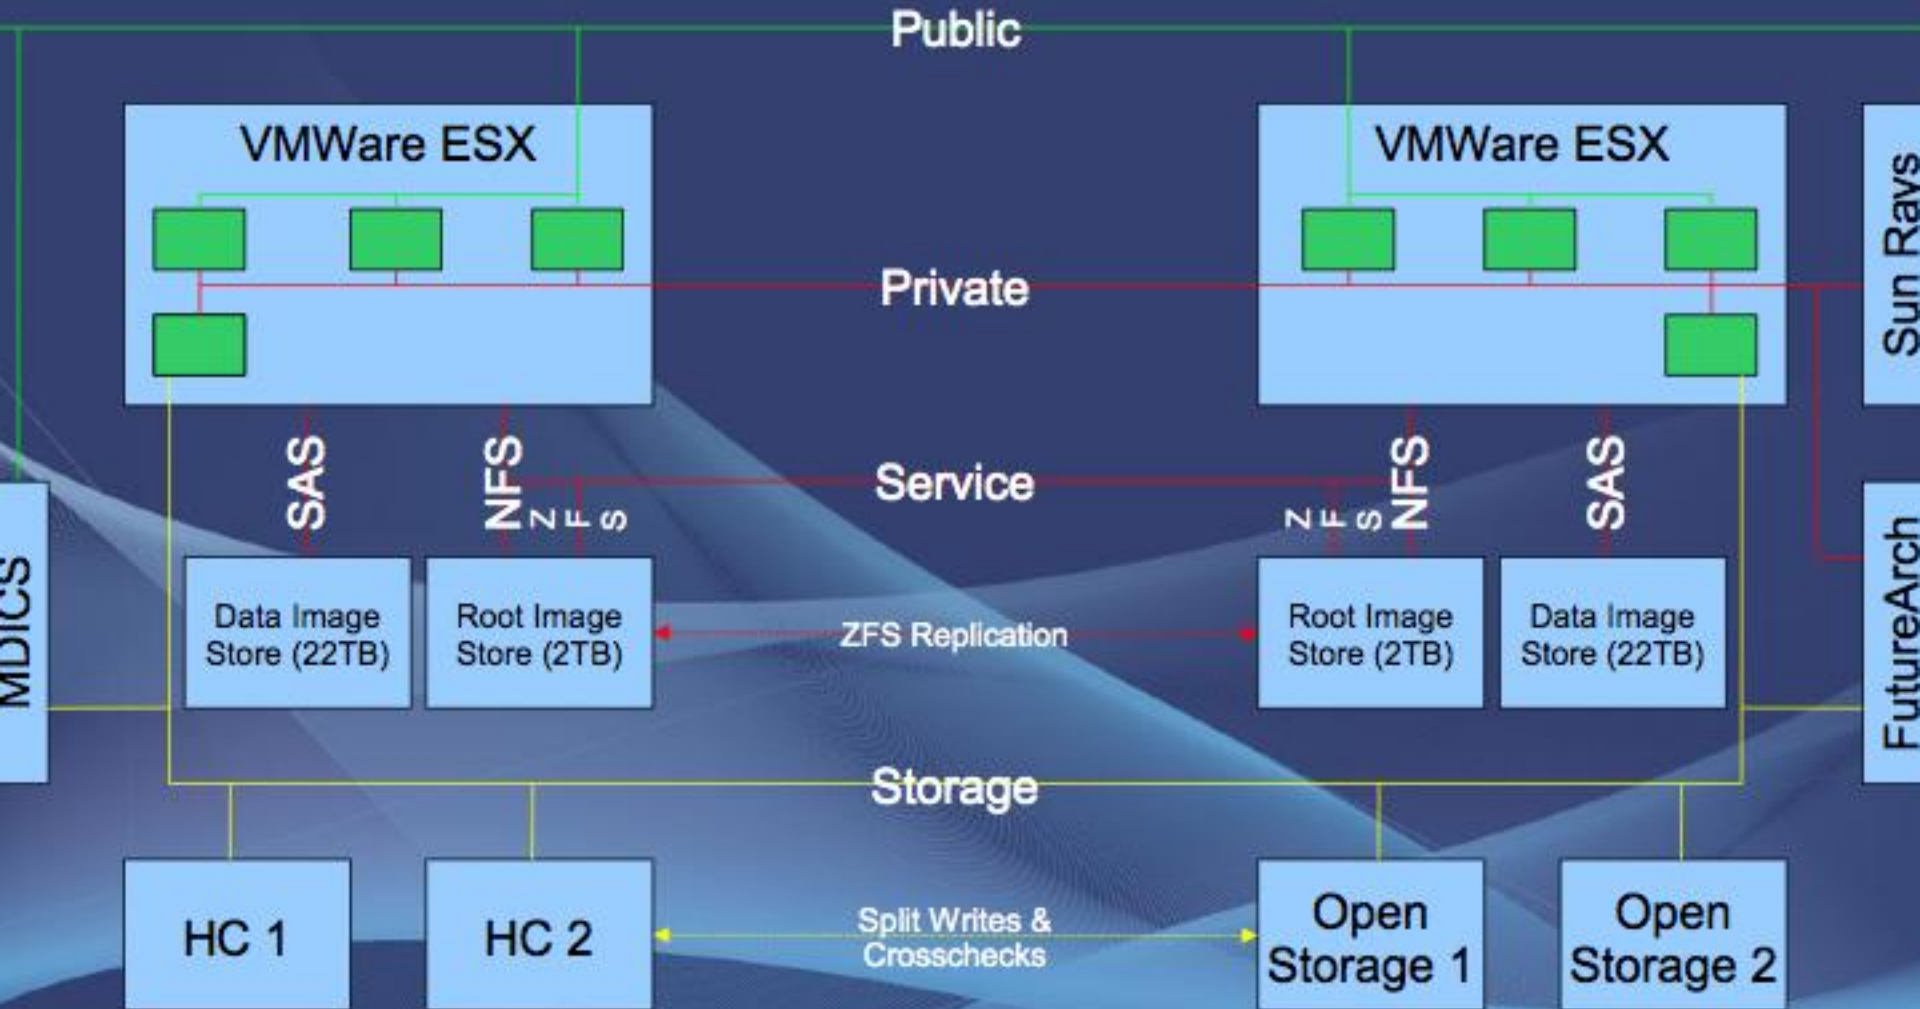 Public
VMWare ESX
VMWare ESX
Sun Rays
Private
SAS
NFS
Z F S
Service
Z F S
NFS
SAS
MDICS
Data Image
Store (22TB)
Root Image
Store (2TB)
ZFS Replication
Root Image
Store (2TB)
Data Image
Store (22TB)
FutureArch
Storage
HC 1
HC 2
Split Writes &
Crosschecks
Open
Storage 1
Open
Storage 2